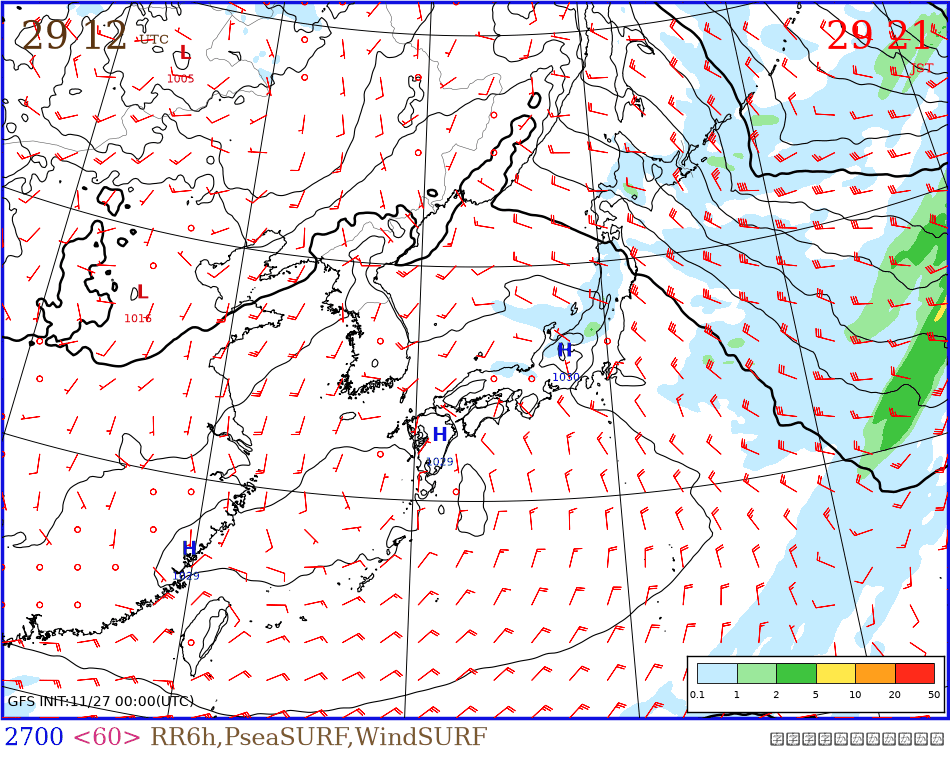 29 12 UTC
29 21 JST
L
1005
L
1016
H
1030
H
1029
H
1029
0.1 1 2 5 10 20 50
GFS INIT:11/27 00:00(UTC)
2700 <60> RR6h,PseaSURF,WindSURF